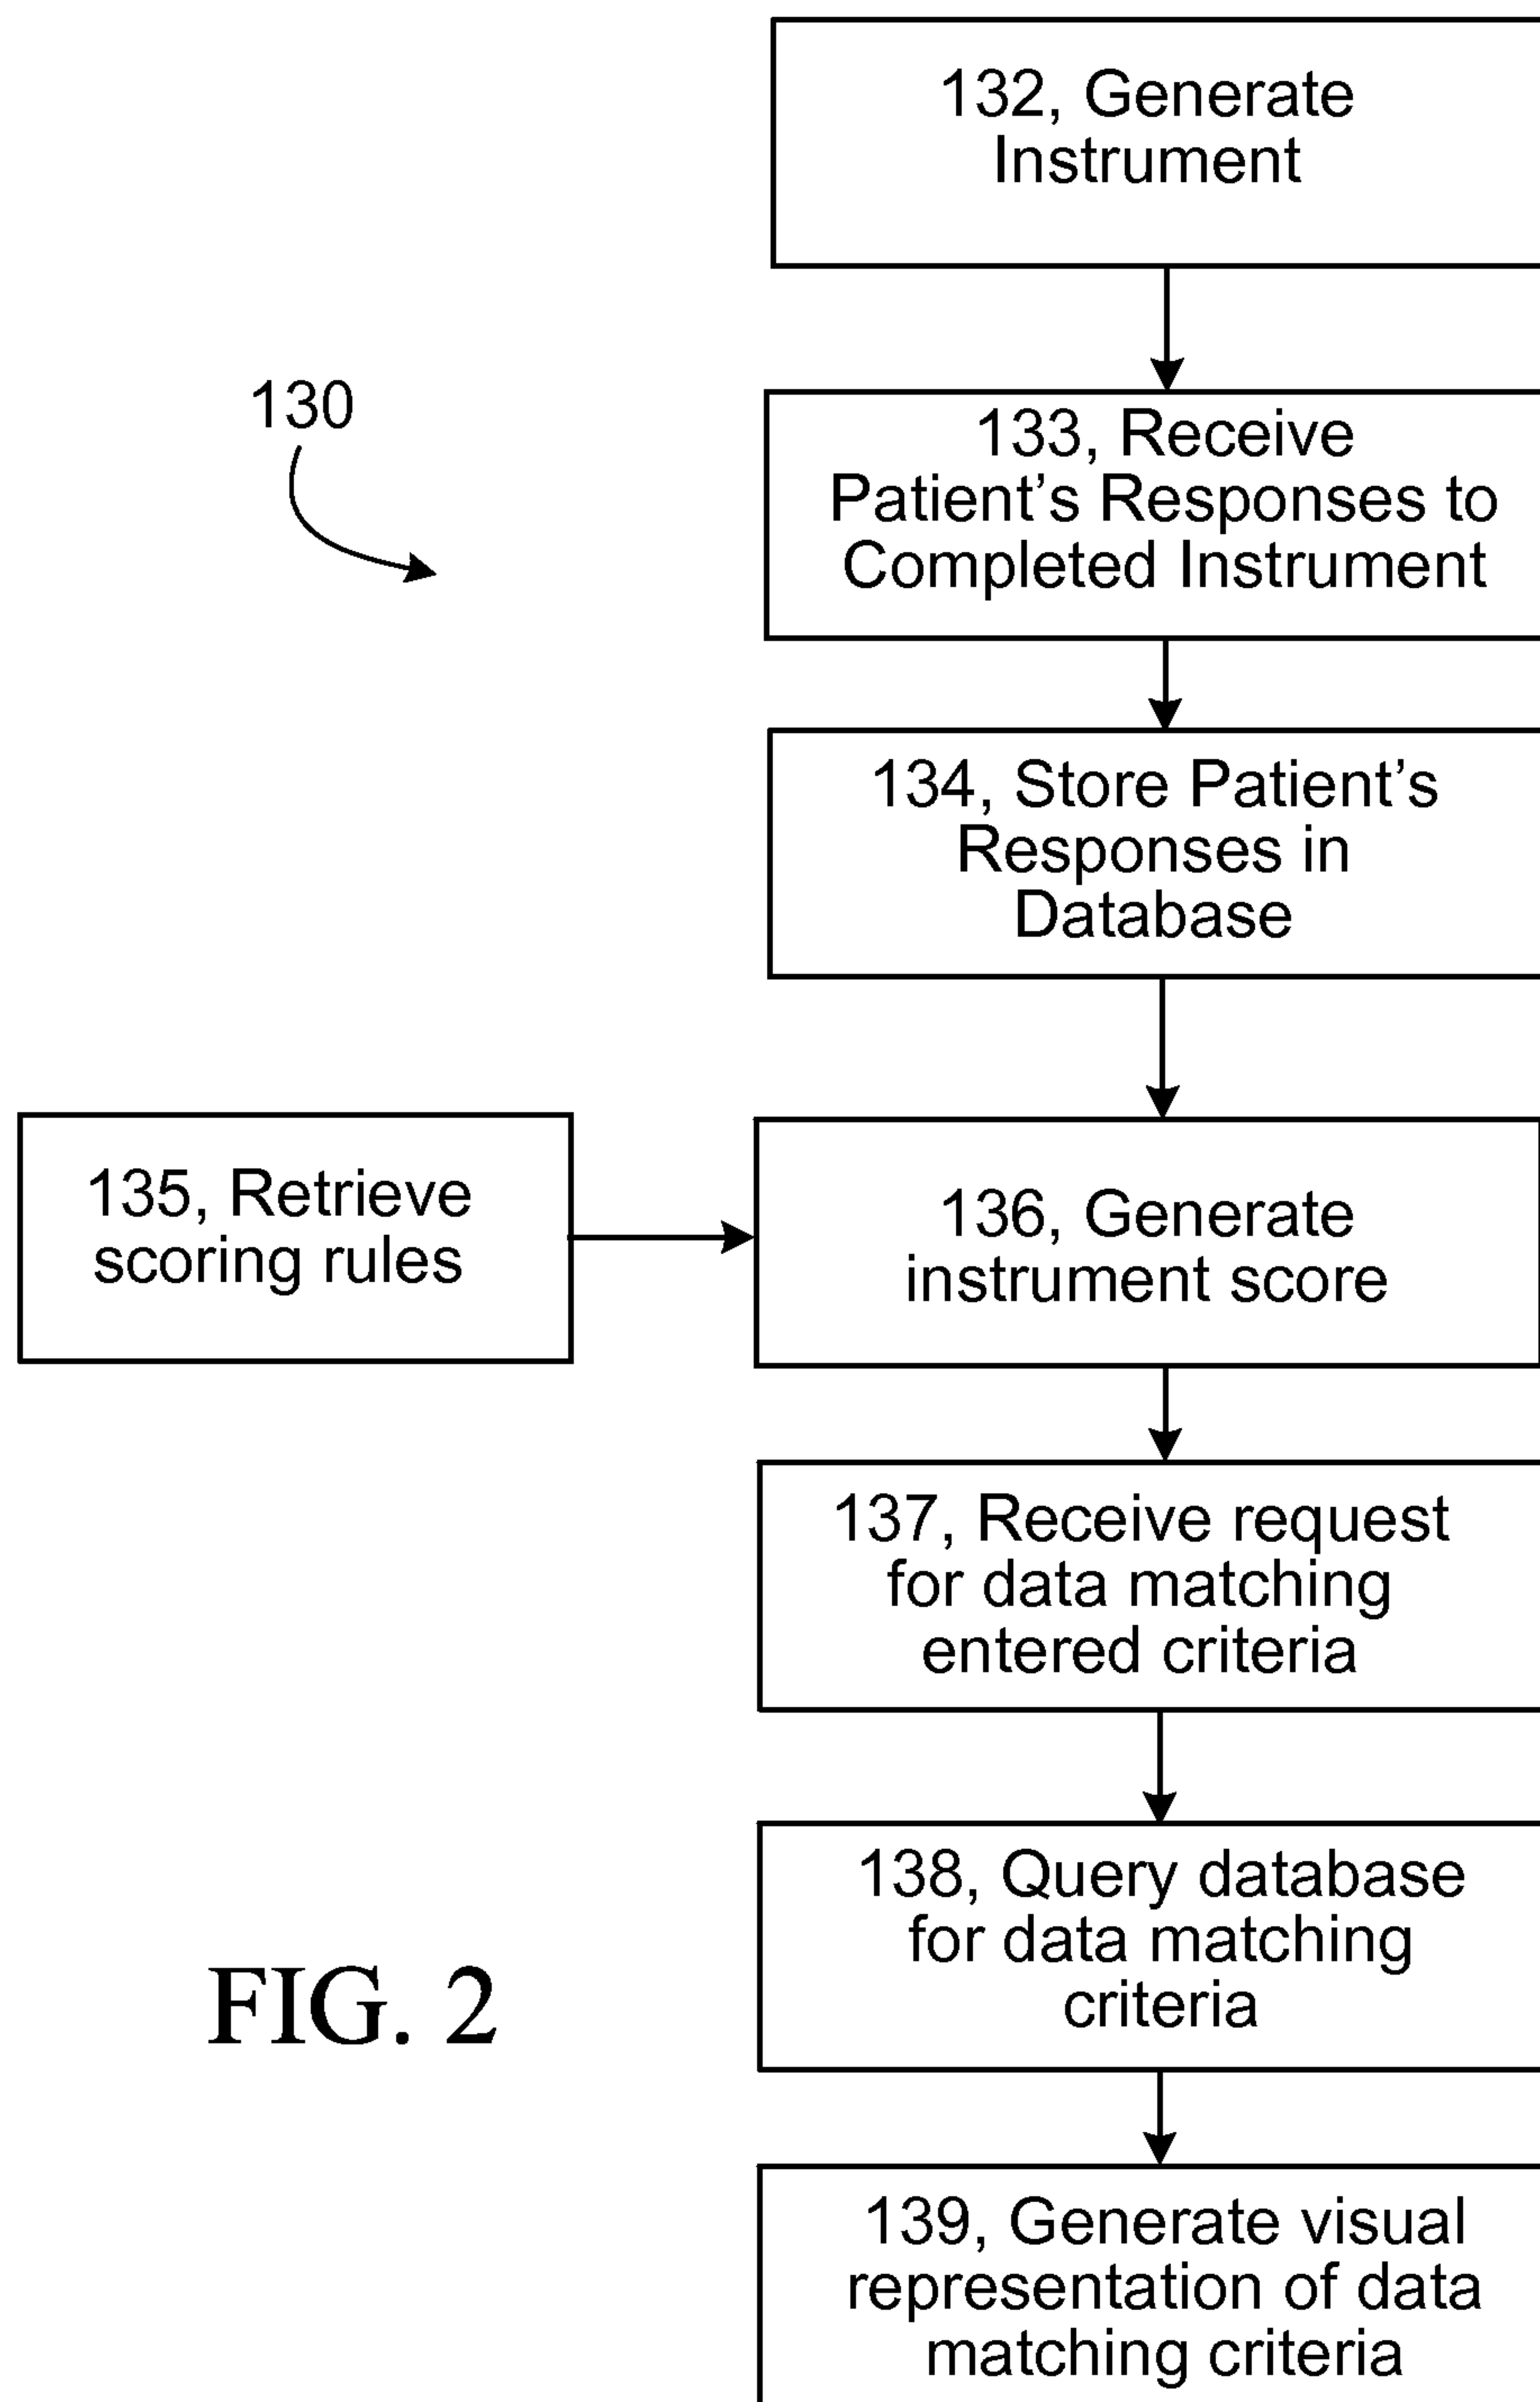 132, Generate
Instrument
130
133, Receive
Patient’s Responses to
Completed Instrument
134, Store Patient’s
Responses in
Database
135, Retrieve
scoring rules
136, Generate
instrument score
137, Receive request
for data matching
entered criteria
138, Query database
for data matching
criteria
FIG. 2
139, Generate visual
representation of data
matching criteria